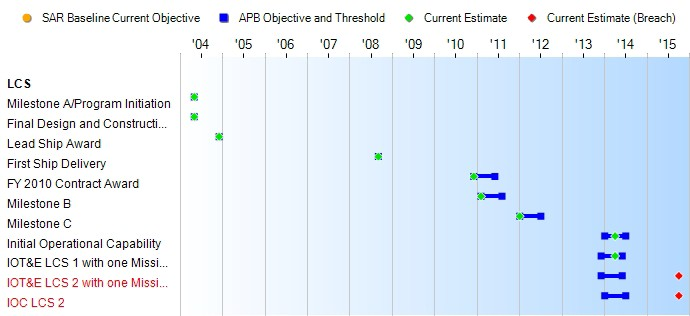 SAR Baseline Current Objective APB Objective and Threshold Current Estimate Current Estimate (Breach)
'04 '05 '06 '07 '08 '09 '10 '11 '12 '13 '14 '15
LCS
Milestone A/Program Initiation
Final Design and Constructi...
Lead Ship Award
First Ship Delivery
FY 2010 Contract Award
Milestone B
Milestone C
Initial Operational Capability
IOT&E LCS 1 with one Missi...
IOT&E LCS 2 with one Missi...
IOC LCS 2